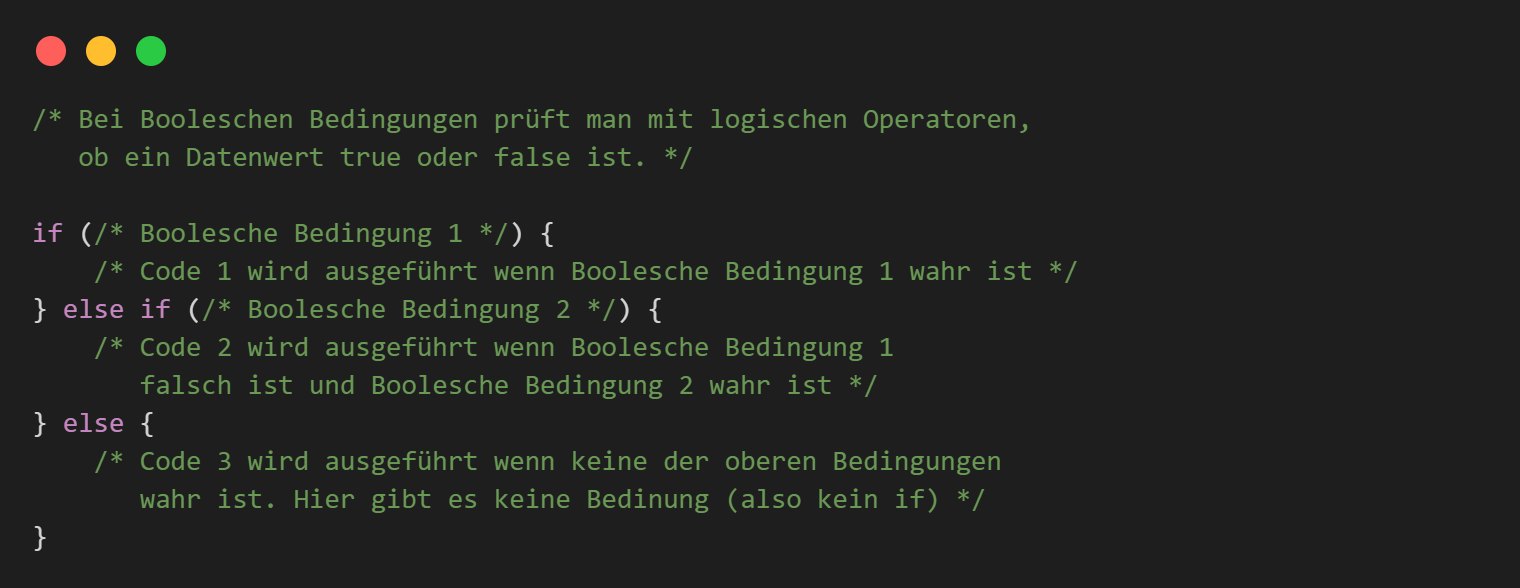 /* Bei Booleschen Bedingungen prüft man mit logischen Operatoren,
   ob ein Datenwert true oder false ist. */

if (/* Boolesche Bedingung 1 */) {
    /* Code 1 wird ausgeführt wenn Boolesche Bedingung 1 wahr ist */
} else if (/* Boolesche Bedingung 2 */) {
    /* Code 2 wird ausgeführt wenn Boolesche Bedingung 1
       falsch ist und Boolesche Bedingung 2 wahr ist */
} else {
    /* Code 3 wird ausgeführt wenn keine der oberen Bedingungen
       wahr ist. Hier gibt es keine Bedinung (also kein if) */
}